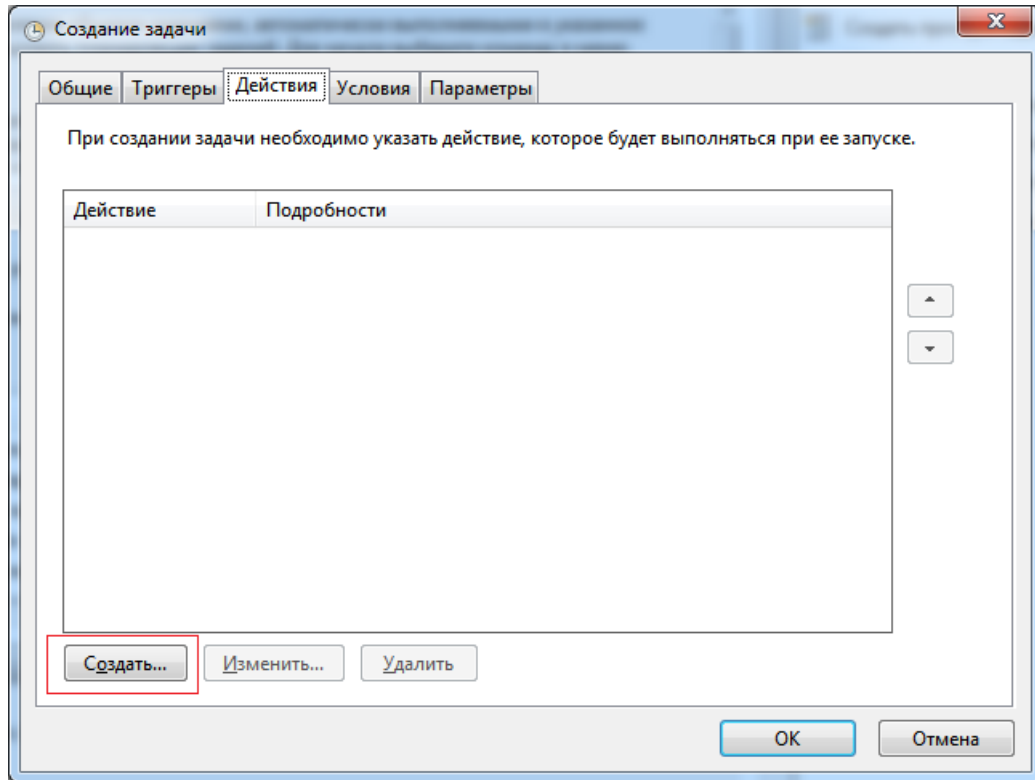 Создание задачи
Общие Триггеры Действия Условия Параметры
При создании задачи необходимо указать действие, которое будет выполняться при ее запуске.
Действие Подробности
Создать... Изменить... Удалить
ОК Отмена